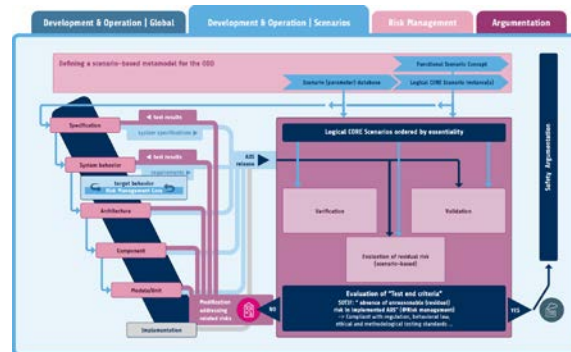 Development & Operation | Global
Development & Operation | Scenarios
Risk Management
Argumentation
Defining a scenario-based metamodel for the ODD
Functional Scenario Concept
Scenario (parameter) database
Logical CORE (Scenario instances)
Specification
test results
system specifications
System behavior
test results
requirements
target behavior
Risk Management Core
Architecture
Component
Module/Unit
Implementation
ADS
release
Logical CORE Scenarios ordered by essentiality
Verification
Validation
Evaluation of residual risk
(scenario-based)
Modification
addressing
related risks
NO
Evaluation of "Test end criteria"
SOTIF: "absence of unreasonable (residual)
risk in implemented ADS" (@Risk management)
-> Compliant with regulation, behavioral law,
ethical and methodological testing standards ...
YES
Safety Argumentation